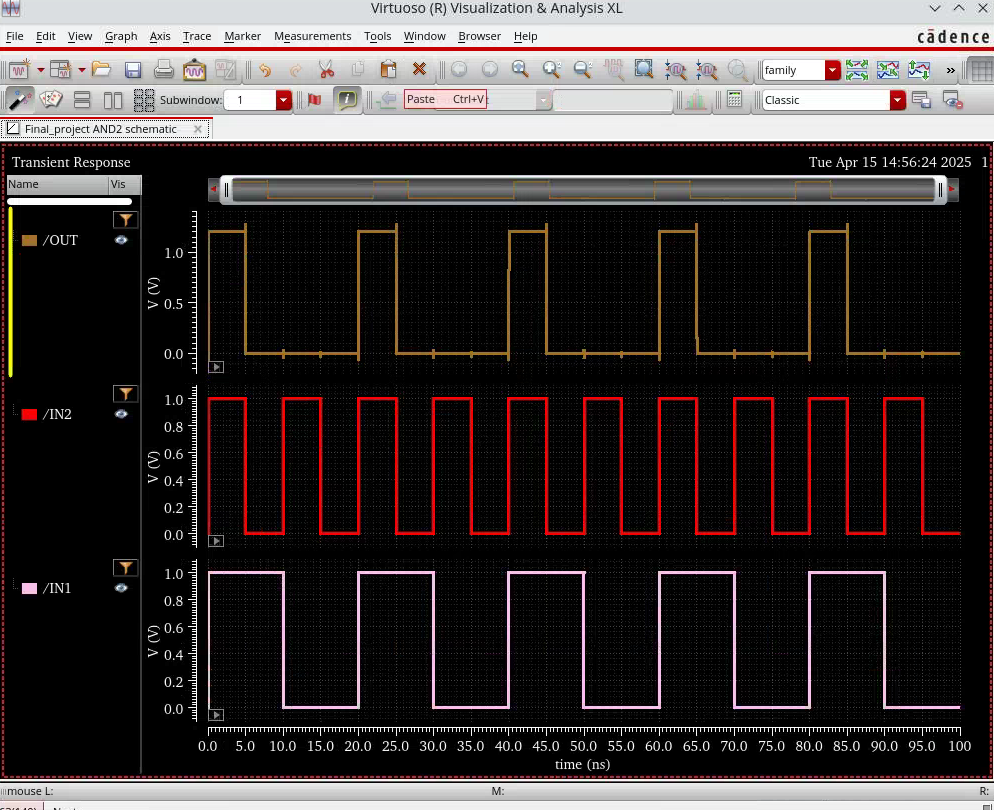 Virtuoso (R) Visualization & Analysis XL
File Edit View Graph Axis Trace Marker Measurements Tools Window Browser Help
cādence
family
»
Subwindow: 1
Paste Ctrl+V
Classic
Final_project AND2 schematic
Transient Response
Tue Apr 15 14:56:24 2025 1
Name Vis
/OUT
V (V)
1.0
0.5
0.0
/IN2
V (V)
1.0
0.8
0.6
0.4
0.2
0.0
/IN1
V (V)
1.0
0.8
0.6
0.4
0.2
0.0
0.0 5.0 10.0 15.0 20.0 25.0 30.0 35.0 40.0 45.0 50.0 55.0 60.0 65.0 70.0 75.0 80.0 85.0 90.0 95.0 100
time (ns)
mouse L: M: R: